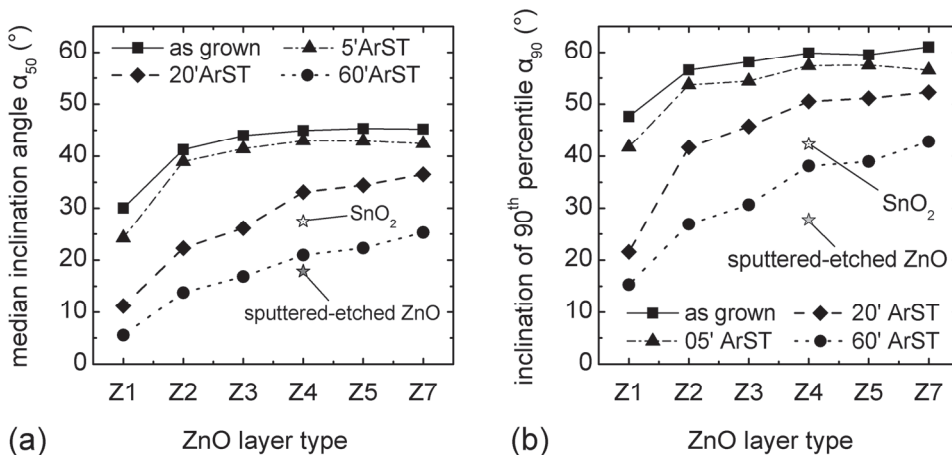 median inclination angle α50 (°)
60
50
40
30
20
10
0
as grown
5'ArST
20'ArST
60'ArST
SnO2
sputtered-etched ZnO
Z1 Z2 Z3 Z4 Z5 Z7
(a) ZnO layer type
inclination of 90th percentile α90 (°)
60
50
40
30
20
10
0
SnO2
sputtered-etched ZnO
as grown
20' ArST
05' ArST
60' ArST
Z1 Z2 Z3 Z4 Z5 Z7
(b) ZnO layer type